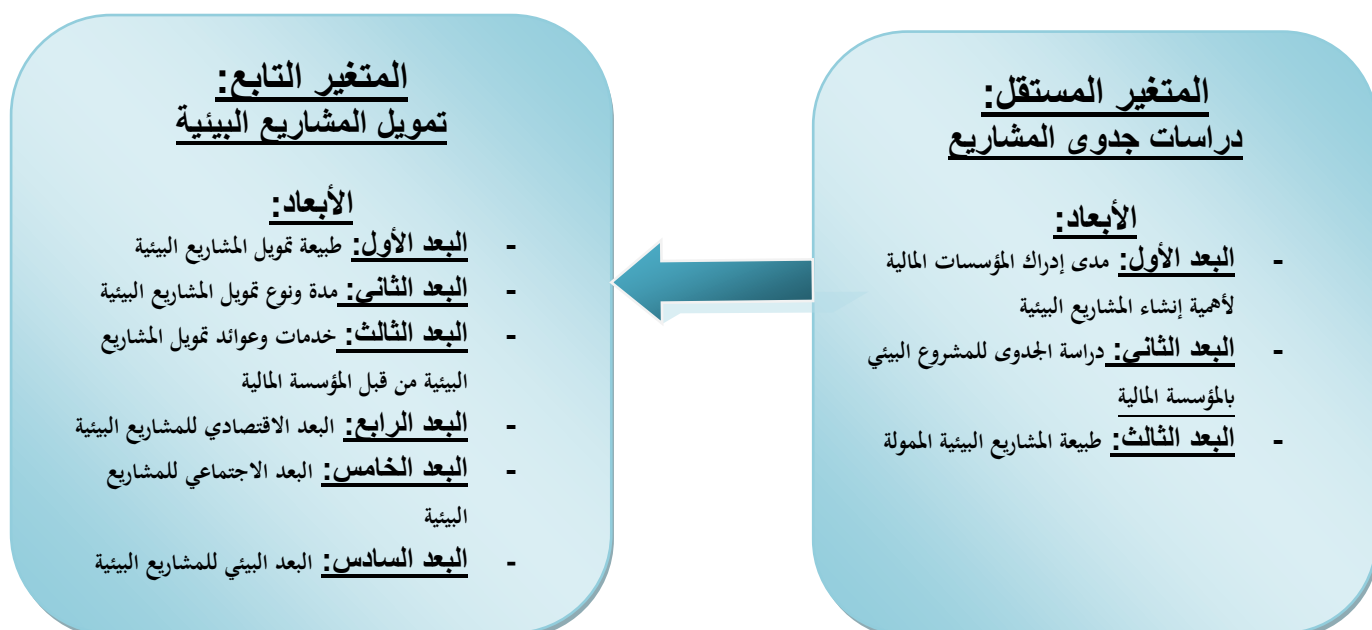 المتغير المستقل:
دراسات جدوى المشاريع
الأبعاد:
- البعد الأول: مدى إدراك المؤسسات المالية
لأهمية إنشاء المشاريع البيئية
- البعد الثاني: دراسة الجدوى للمشروع البيئي
بالمؤسسة المالية
- البعد الثالث: طبيعة المشاريع البيئية الممولة
المتغير التابع:
تمويل المشاريع البيئية
الأبعاد:
- البعد الأول: طبيعة تمويل المشاريع البيئية
- البعد الثاني: مدة ونوع تمويل المشاريع البيئية
- البعد الثالث: خدمات وعوائد تمويل المشاريع
البيئية من قبل المؤسسة المالية
- البعد الرابع: البعد الاقتصادي للمشاريع البيئية
- البعد الخامس: البعد الاجتماعي للمشاريع
البيئية
- البعد السادس: البعد البيئي للمشاريع البيئية